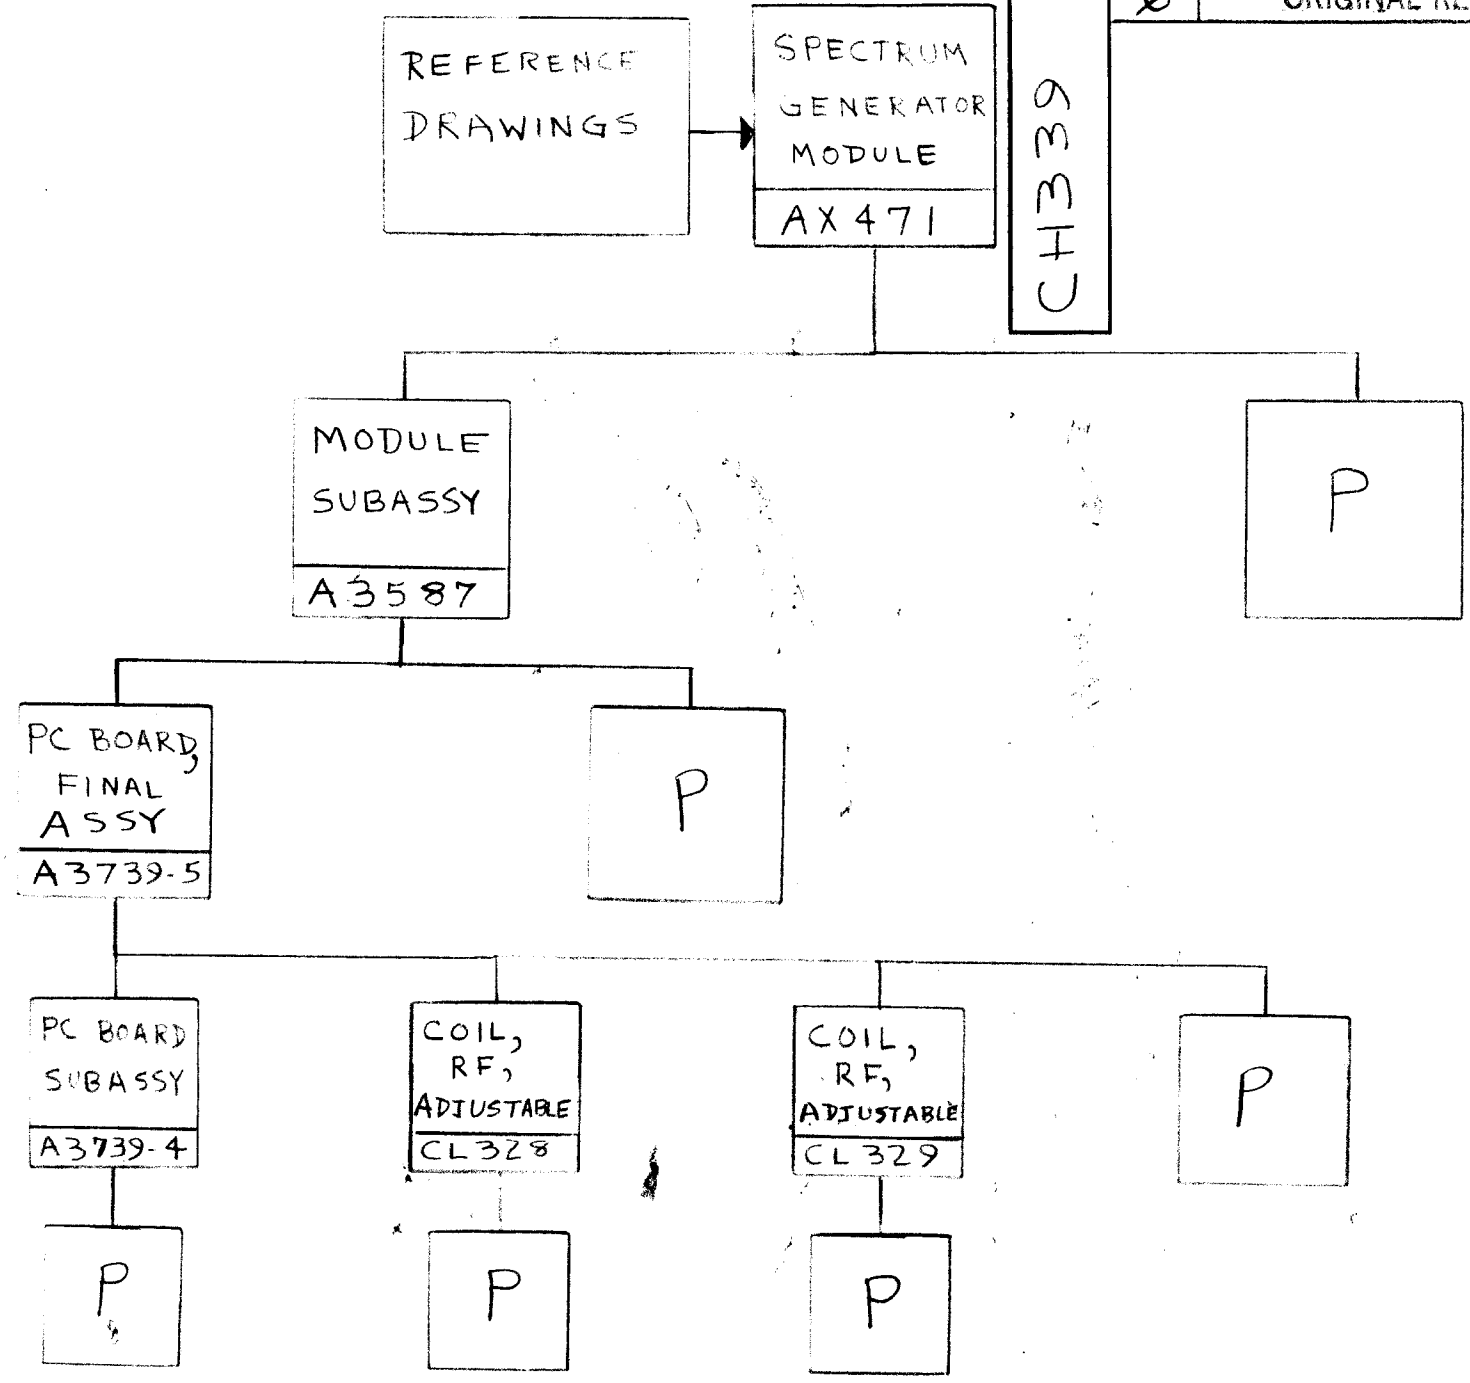 ORIGINAL
REFERENCE
DRAWINGS
SPECTRUM
GENERATOR
MODULE
AX471
CH339
MODULE
SUBASSY
A3587
P
PC BOARD,
FINAL
ASSY
A3739-5
P
PC BOARD
SUBASSY
A3739-4
COIL,
RF,
ADJUSTABLE
CL328
COIL,
RF,
ADJUSTABLE
CL329
P
P
P
P